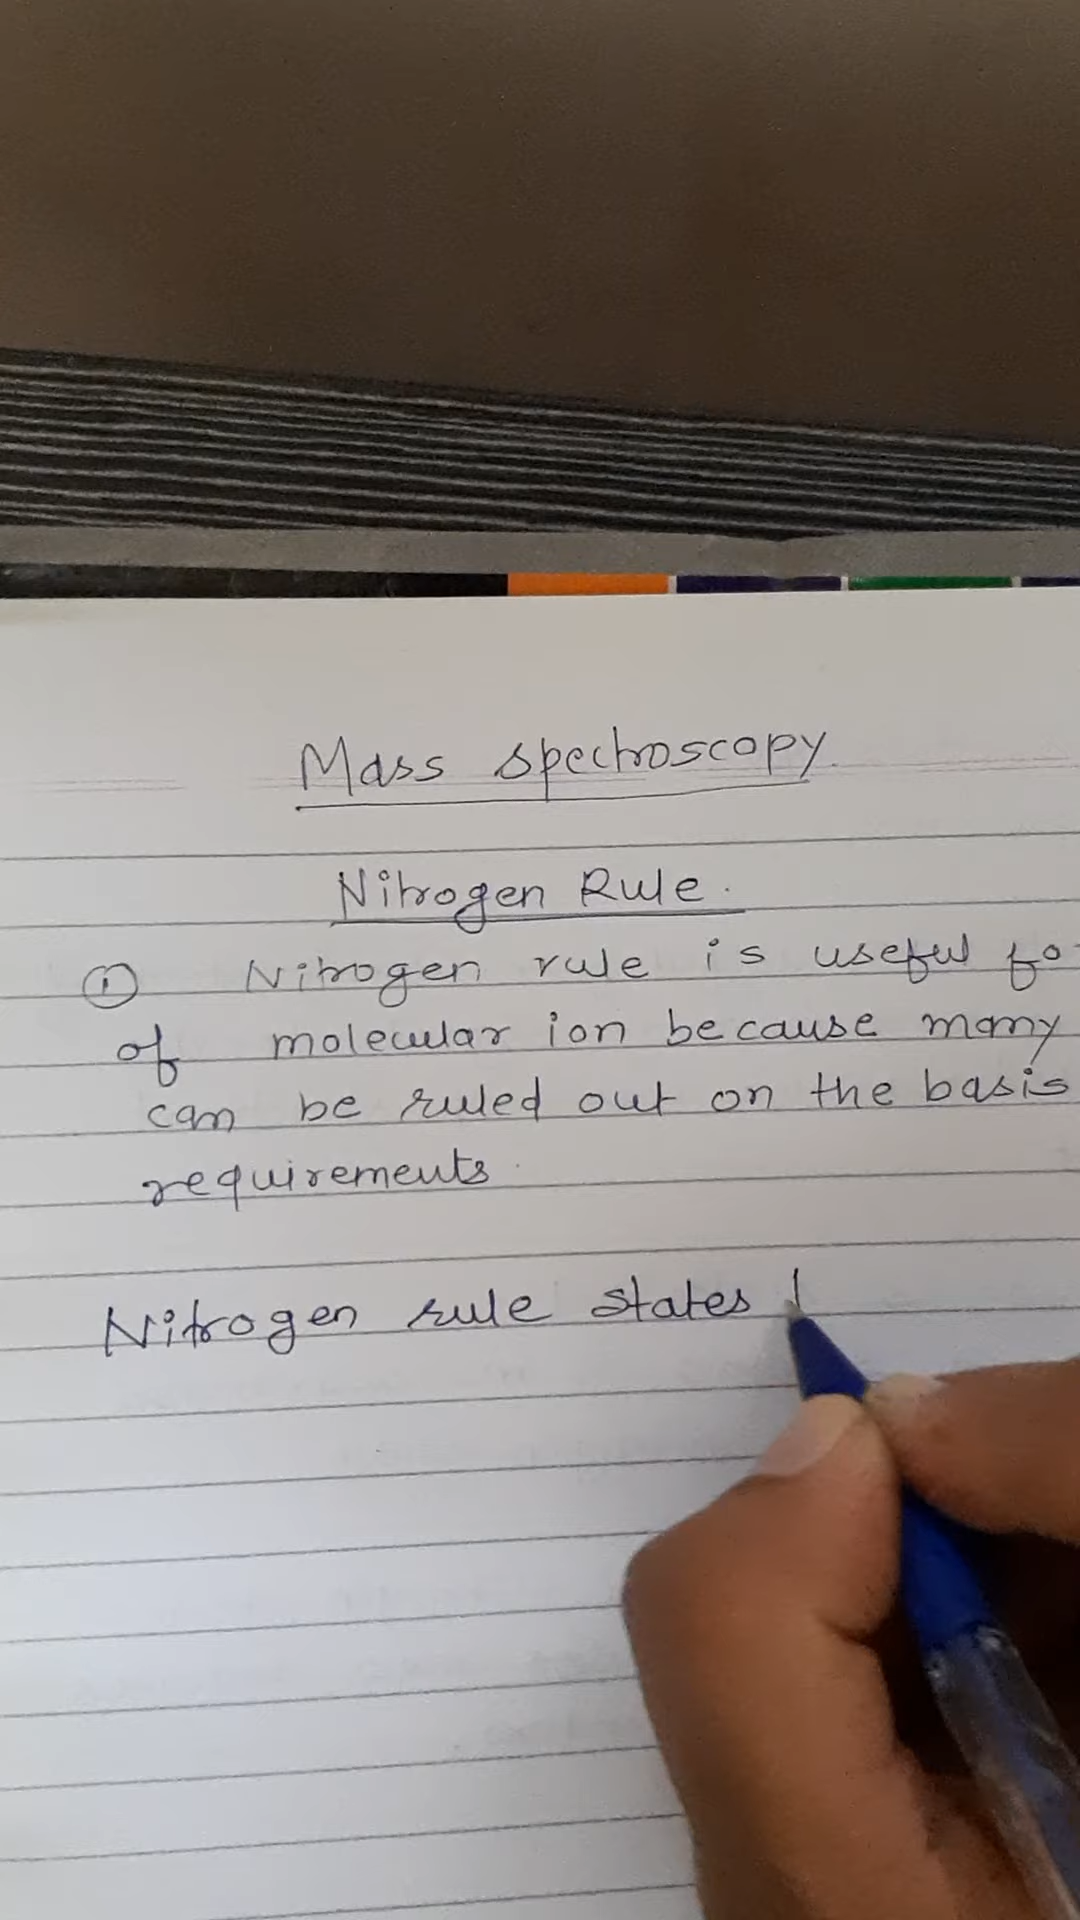 Mass spectroscopy.
Nitrogen Rule.
① Nitrogen rule is useful fo
of molecular ion because many
can be ruled out on the basis
requirements.
Nitrogen rule states